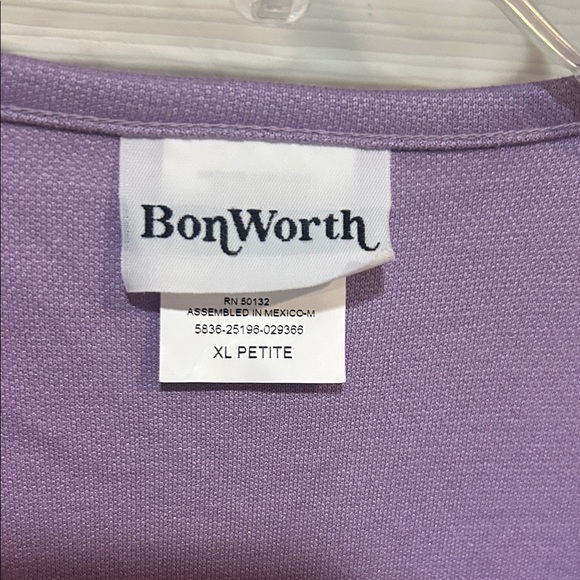 BonWorth
RN 50132
ASSEMBLED IN MEXICO-M
5836-25196-029366
XL PETITE